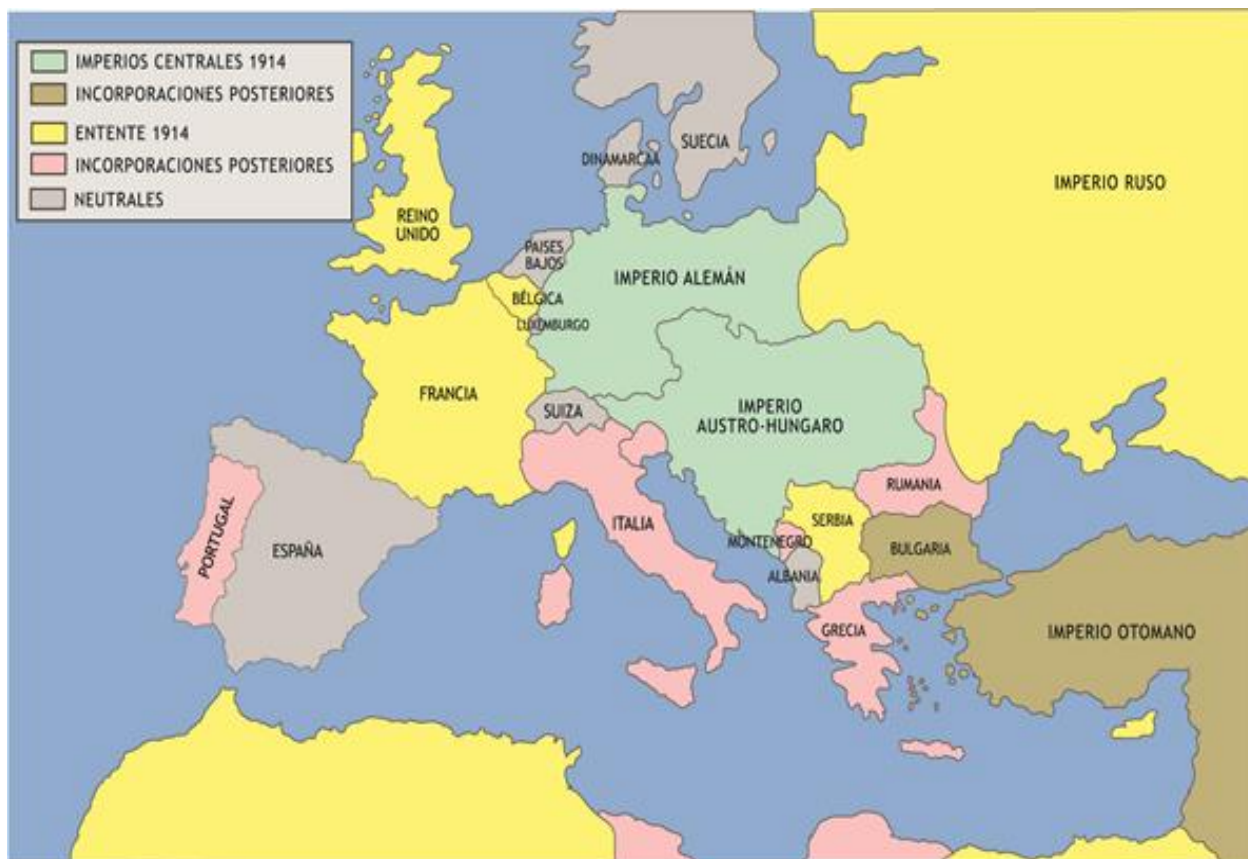 IMPERIOS CENTRALES 1914
INCORPORACIONES POSTERIORES
ENTENTE 1914
INCORPORACIONES POSTERIORES
NEUTRALES
SUECIA
DINAMARCAA
IMPERIO RUSO
REINO
UNIDO
PAISES
BAJOS
IMPERIO ALEMÁN
BÉLGICA
LUXEMBURGO
FRANCIA
SUIZA
IMPERIO
AUSTRO-HUNGARO
RUMANIA
PORTUGAL
ESPAÑA
ITALIA
SERBIA
MONTENEGRO
BULGARIA
ALBANIA
GRECIA
IMPERIO OTOMANO